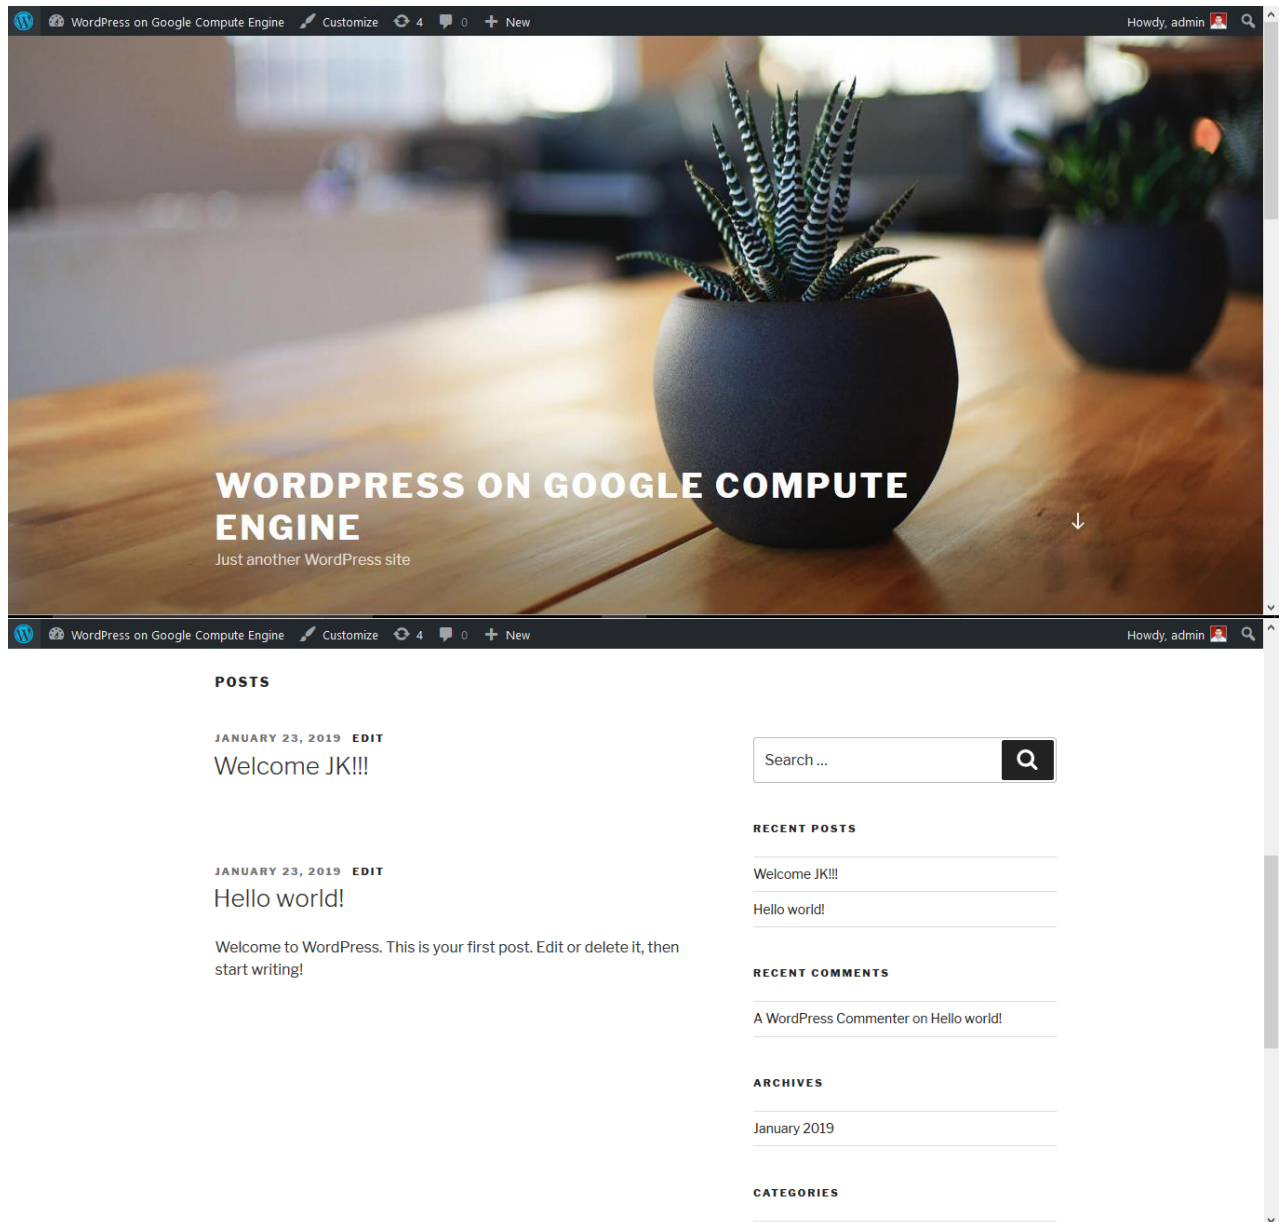 WordPress on Google Compute Engine Customize 4 0 New Howdy, admin
WORDPRESS ON GOOGLE COMPUTE
ENGINE
Just another WordPress site
WordPress on Google Compute Engine Customize 4 0 New Howdy, admin
POSTS
JANUARY 23, 2019 EDIT
Welcome JK!!!
JANUARY 23, 2019 EDIT
Hello world!
Welcome to WordPress. This is your first post. Edit or delete it, then
start writing!
Search ...
RECENT POSTS
Welcome JK!!!
Hello world!
RECENT COMMENTS
A WordPress Commenter on Hello world!
ARCHIVES
January 2019
CATEGORIES